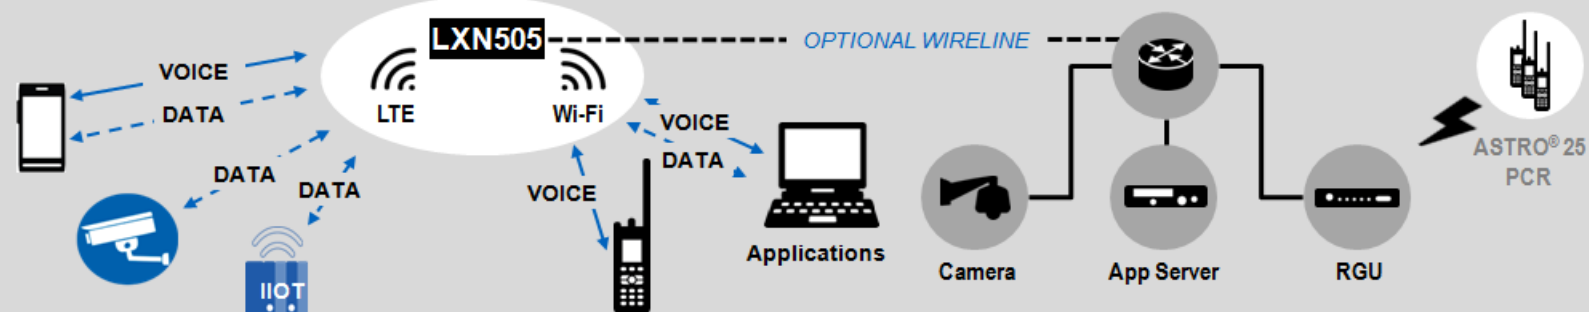 LXN505
OPTIONAL WIRELINE
VOICE
DATA
LTE
Wi-Fi
VOICE
DATA
DATA
DATA
VOICE
IIOT
Applications
Camera
App Server
RGU
ASTRO® 25
PCR